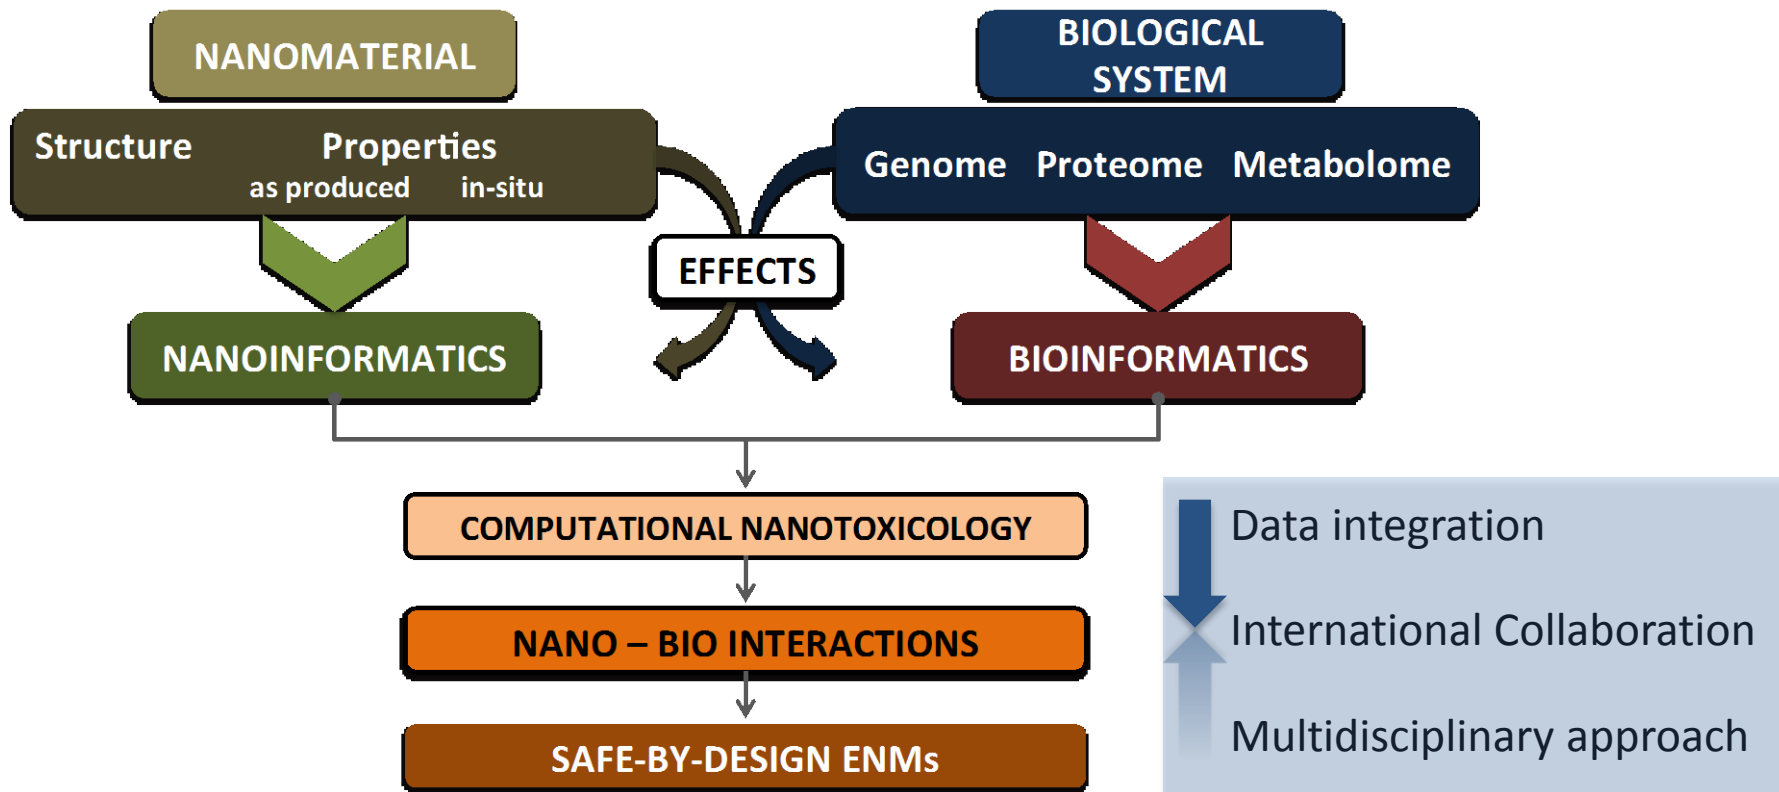 NANOMATERIAL
BIOLOGICAL
SYSTEM
Structure Properties
as produced in-situ
Genome Proteome Metabolome
EFFECTS
NANOINFORMATICS
BIOINFORMATICS
COMPUTATIONAL NANOTOXICOLOGY
NANO – BIO INTERACTIONS
SAFE-BY-DESIGN ENMs
Data integration
International Collaboration
Multidisciplinary approach